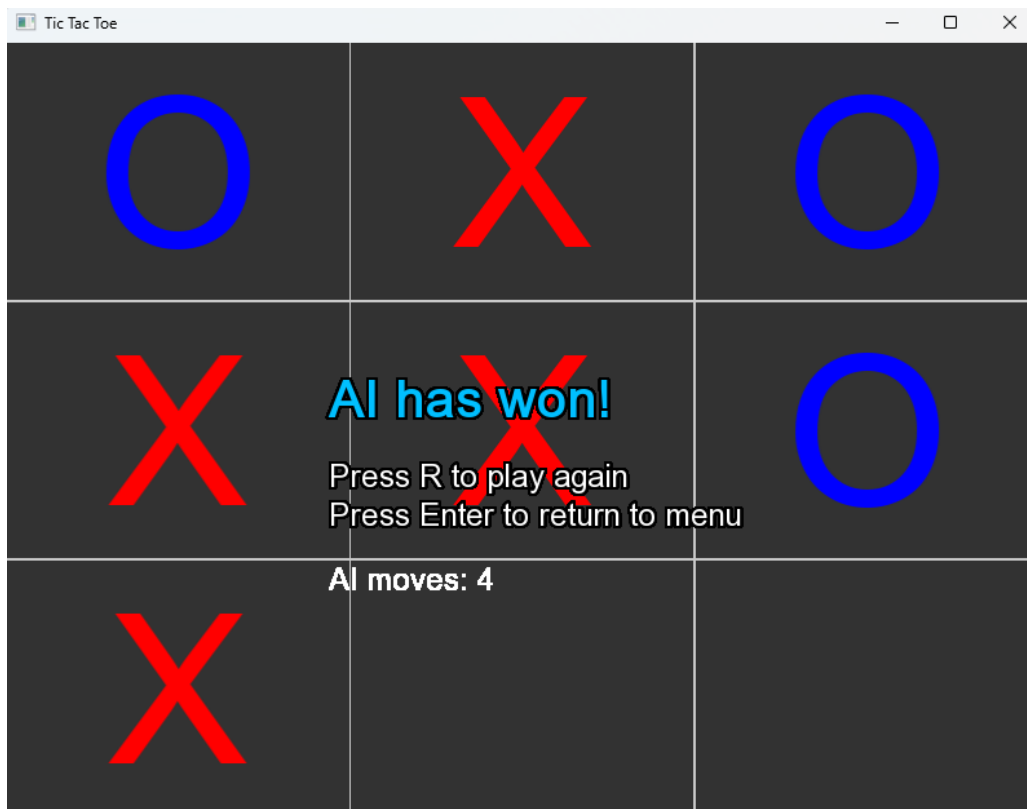 Tic Tac Toe
O X O
X X O
AI has won!
Press R to play again
Press Enter to return to menu
AI moves: 4
X